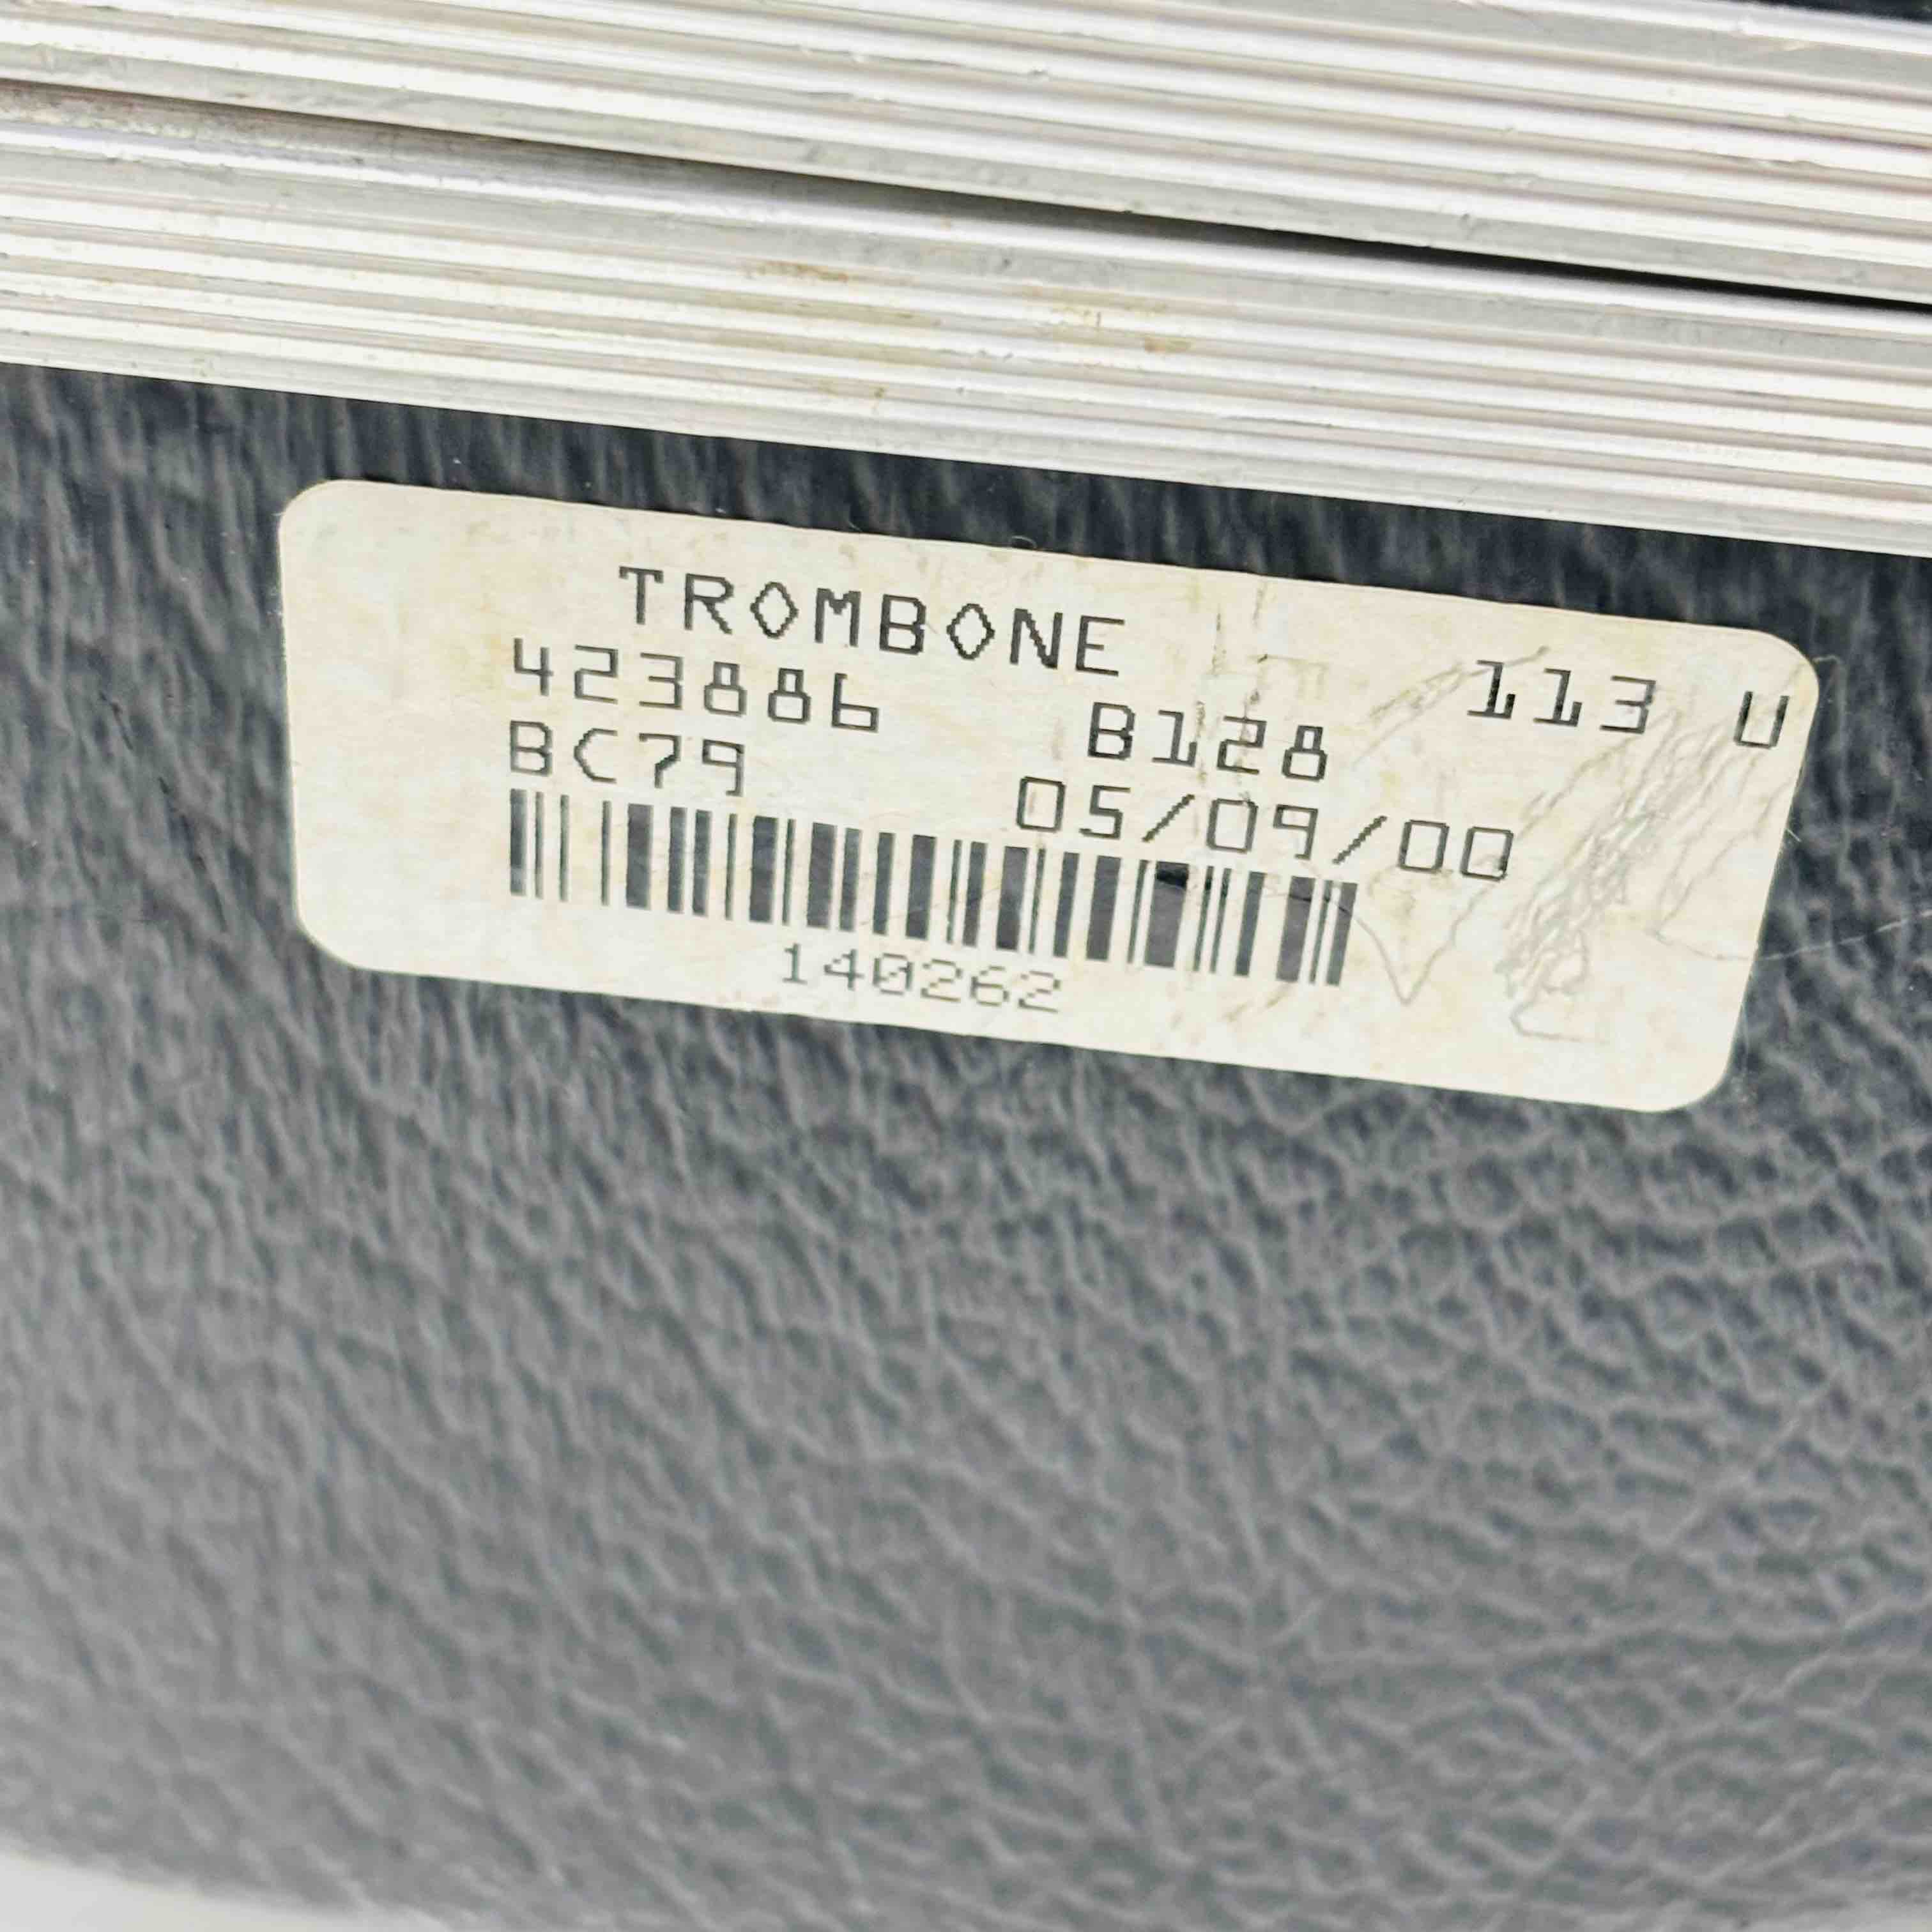 TROMBONE 113 U
423886 B128
BC79 05/09/00
140262